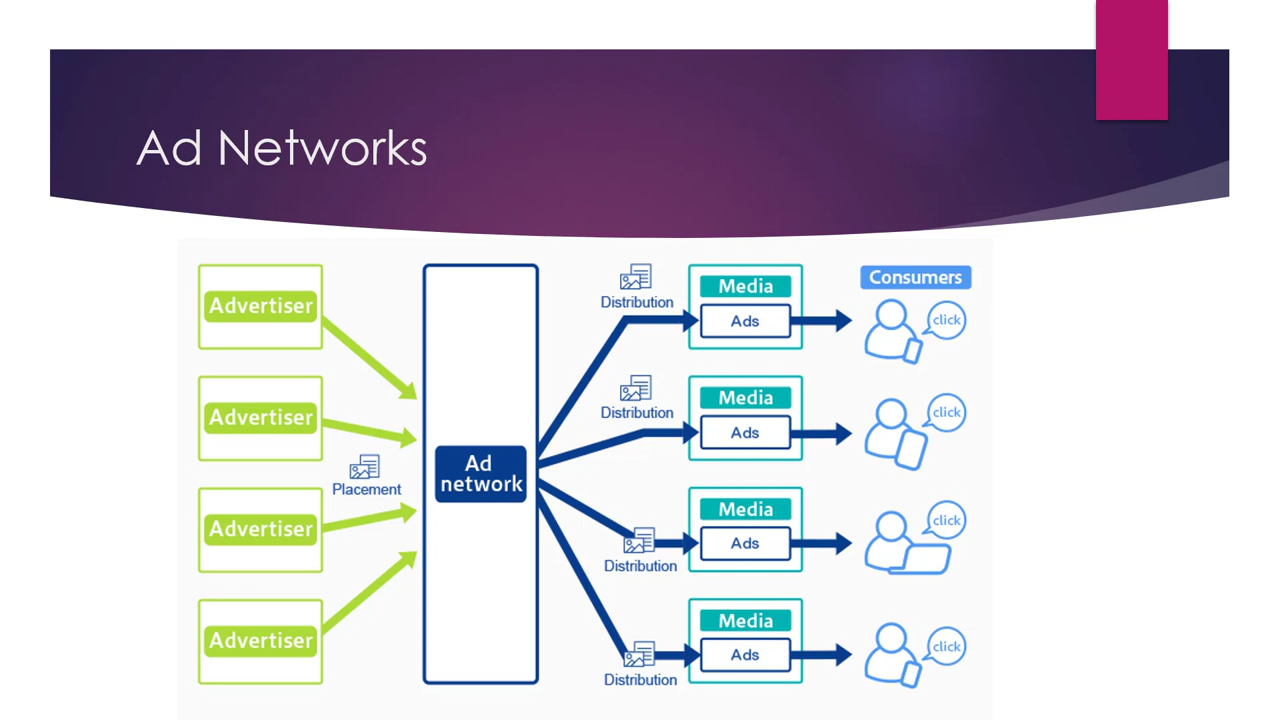 Ad Networks
Advertiser
Advertiser
Placement
Advertiser
Advertiser
Ad
network
Distribution
Media
Ads
Distribution
Media
Ads
Media
Ads
Distribution
Media
Ads
Distribution
Consumers
click
click
click
click